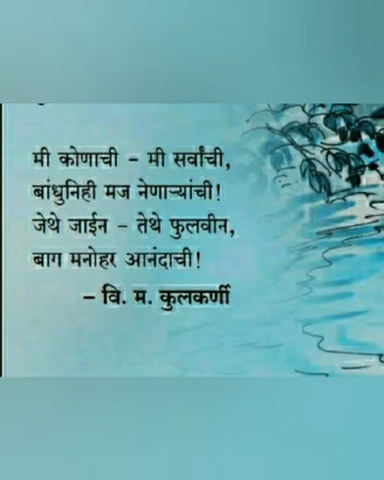 मी कोणाची - मी सर्वांची,
बांधुनिही मज नेणाऱ्यांची!
जेथे जाईन - तेथे फुलवीन,
बाग मनोहर आनंदाची!
- वि. म. कुलकर्णी